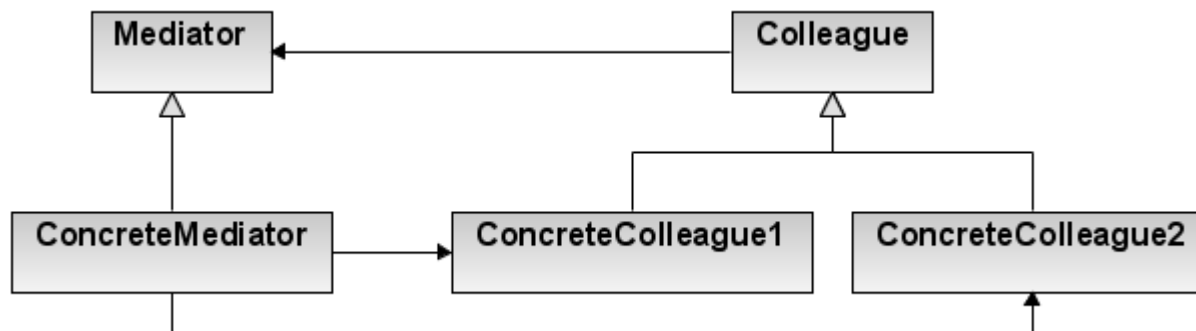 Mediator
Colleague
ConcreteMediator
ConcreteColleague1
ConcreteColleague2